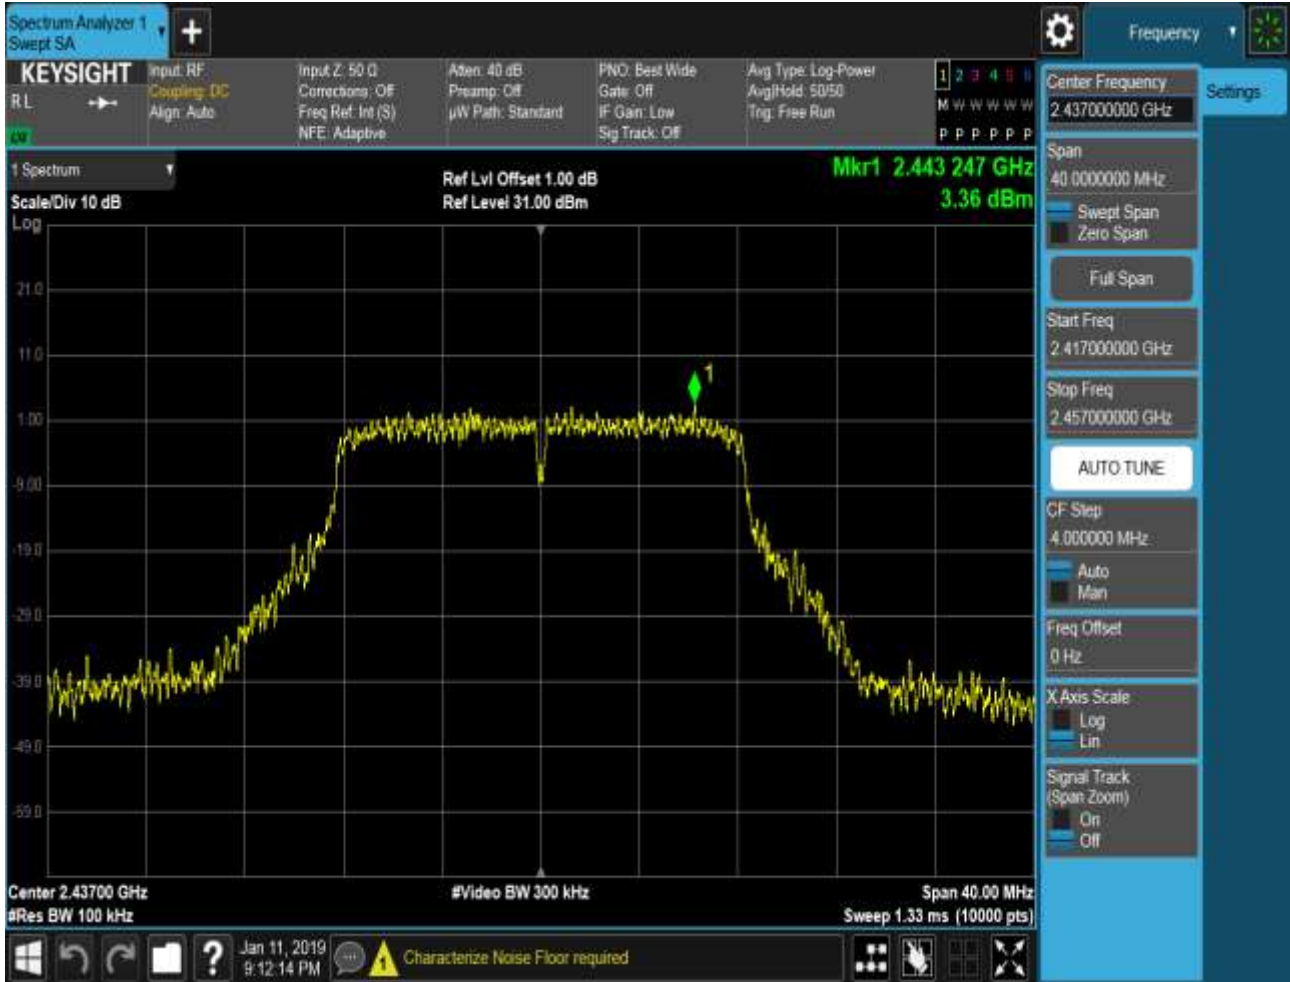 Spectrum Analyzer 1
Swept SA
Frequency
KEYSIGHT
R L
Input: RF
Coupling: DC
Align: Auto
Input Z: 50 Ω
Corrections: Off
Freq Ref: Int (S)
NFE: Adaptive
Atten: 40 dB
Preamp: Off
µW Path: Standard
PNO: Best Wide
Gate: Off
IF Gain: Low
Sig Track: Off
Avg Type: Log-Power
Avg|Hold: 50/50
Trig: Free Run
1 2 3 4 5 6
M W W W W W
P P P P P P
1 Spectrum
Scale/Div 10 dB
Log
Ref Lvl Offset 1.00 dB
Ref Level 31.00 dBm
Mkr1 2.443 247 GHz
3.36 dBm
21.0
11.0
1.00
-9.00
-19.0
-29.0
-39.0
-49.0
-59.0
1
Center 2.43700 GHz
#Res BW 100 kHz
#Video BW 300 kHz
Span 40.00 MHz
Sweep 1.33 ms (10000 pts)
Jan 11, 2019
9:12:14 PM
1
Characterize Noise Floor required
Center Frequency
2.437000000 GHz
Settings
Span
40.0000000 MHz
Swept Span
Zero Span
Full Span
Start Freq
2.417000000 GHz
Stop Freq
2.457000000 GHz
AUTO TUNE
CF Step
4.000000 MHz
Auto
Man
Freq Offset
0 Hz
X Axis Scale
Log
Lin
Signal Track
(Span Zoom)
On
Off